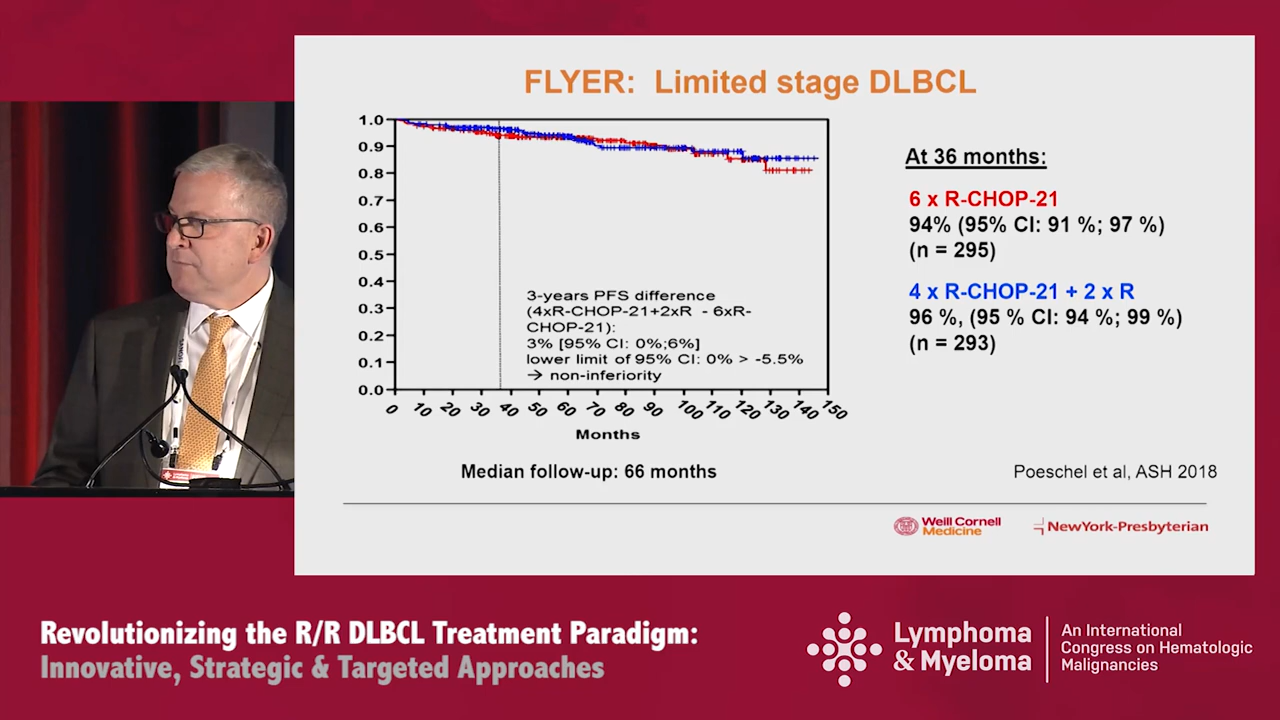 FLYER: Limited stage DLBCL
1.0
0.9
0.8
0.7
0.6
0.5
0.4
0.3
0.2
0.1
0.0
3-years PFS difference
(4xR-CHOP-21+2xR - 6xR-
CHOP-21):
3% [95% CI: 0%;6%]
lower limit of 95% CI: 0% > -5.5%
→ non-inferiority
0 10 20 30 40 50 60 70 80 90 100 110 120 130 140 150
Months
Median follow-up: 66 months
At 36 months:
6 x R-CHOP-21
94% (95% CI: 91 %; 97 %)
(n = 295)
4 x R-CHOP-21 + 2 x R
96 %, (95 % CI: 94 %; 99 %)
(n = 293)
Poeschel et al, ASH 2018
Weill Cornell
Medicine
NewYork-Presbyterian
Revolutionizing the R/R DLBCL Treatment Paradigm:
Innovative, Strategic & Targeted Approaches
Lymphoma
& Myeloma
An International
Congress on Hematologic
Malignancies